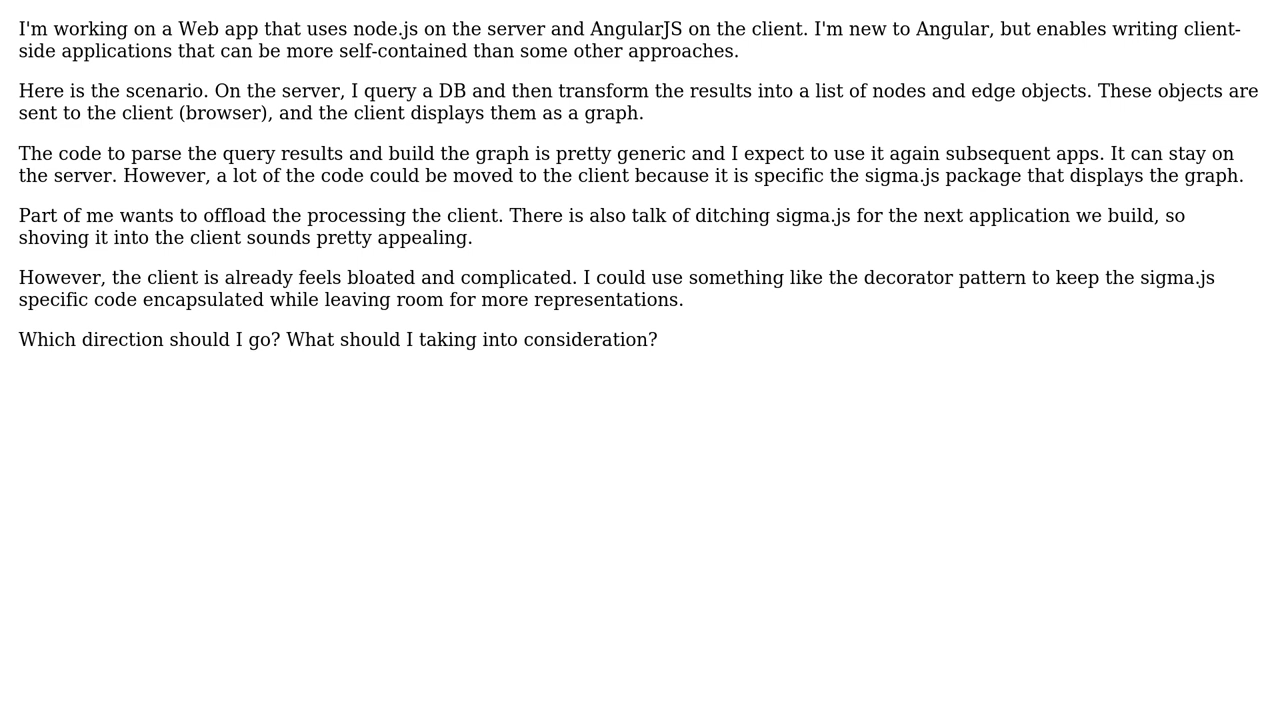 I'm working on a Web app that uses node.js on the server and AngularJS on the client. I'm new to Angular, but enables writing client-
side applications that can be more self-contained than some other approaches.
Here is the scenario. On the server, I query a DB and then transform the results into a list of nodes and edge objects. These objects are
sent to the client (browser), and the client displays them as a graph.
The code to parse the query results and build the graph is pretty generic and I expect to use it again subsequent apps. It can stay on
the server. However, a lot of the code could be moved to the client because it is specific the sigma.js package that displays the graph.
Part of me wants to offload the processing the client. There is also talk of ditching sigma.js for the next application we build, so
shoving it into the client sounds pretty appealing.
However, the client is already feels bloated and complicated. I could use something like the decorator pattern to keep the sigma.js
specific code encapsulated while leaving room for more representations.
Which direction should I go? What should I taking into consideration?